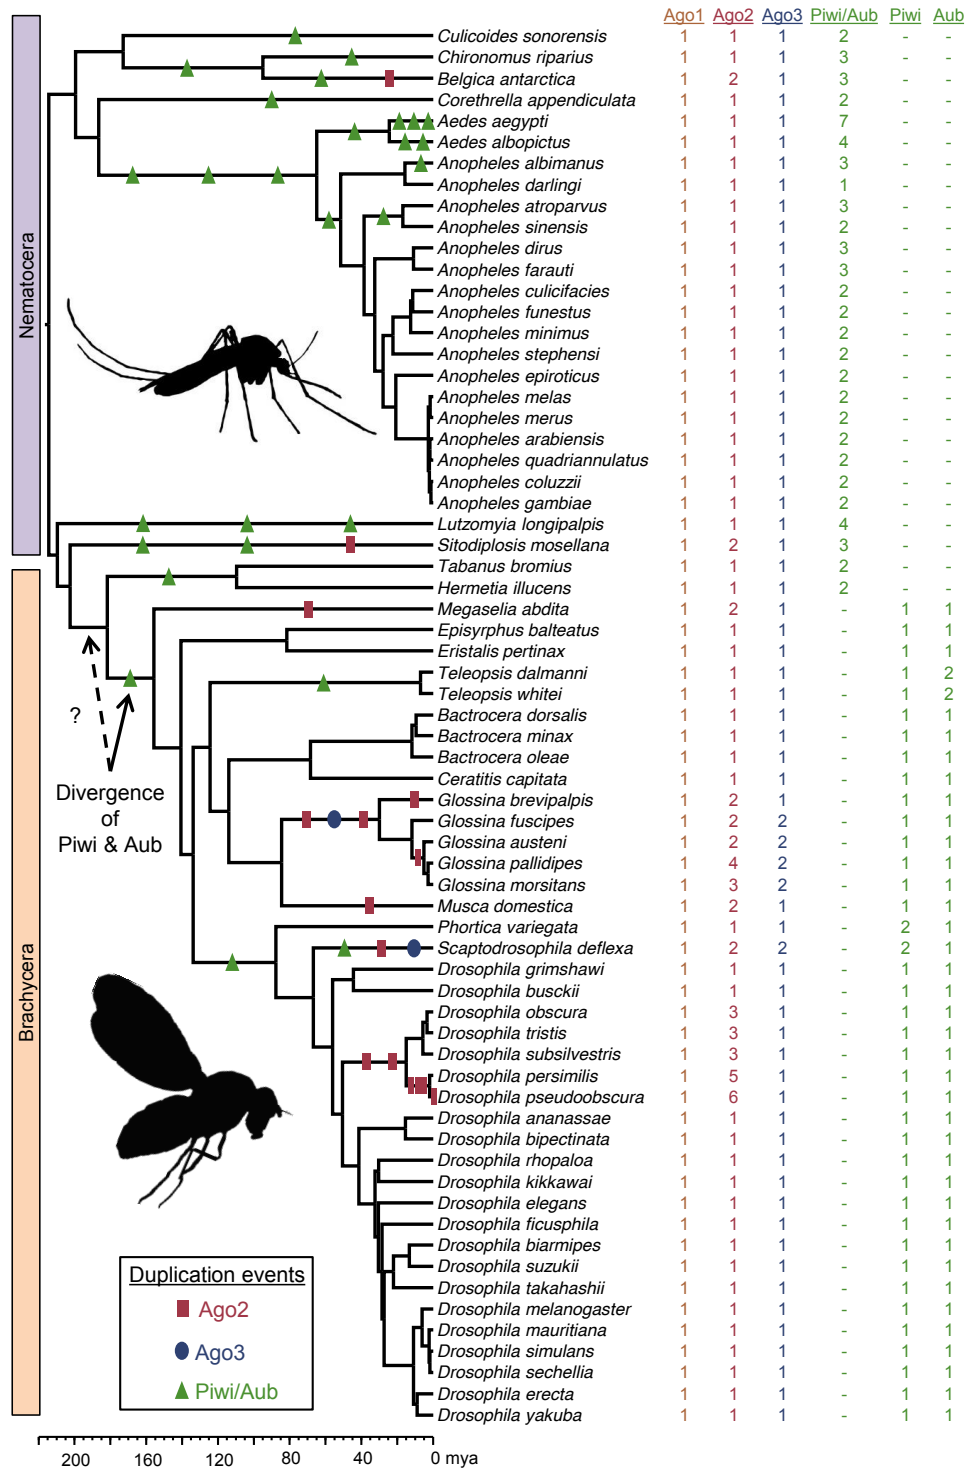 Ago1 Ago2 Ago3 Piwi/Aub Piwi Aub
Culicoides sonorensis 1 1 1 2 - -
Chironomus riparius 1 1 1 3 - -
Belgica antarctica 1 2 1 3 - -
Corethrella appendiculata 1 1 1 2 - -
Aedes aegypti 1 1 1 7 - -
Aedes albopictus 1 1 1 4 - -
Anopheles albimanus 1 1 1 3 - -
Anopheles darlingi 1 1 1 1 - -
Anopheles atroparvus 1 1 1 3 - -
Anopheles sinensis 1 1 1 2 - -
Anopheles dirus 1 1 1 3 - -
Anopheles farauti 1 1 1 3 - -
Anopheles culicifacies 1 1 1 2 - -
Anopheles funestus 1 1 1 2 - -
Anopheles minimus 1 1 1 2 - -
Anopheles stephensi 1 1 1 2 - -
Anopheles epiroticus 1 1 1 2 - -
Anopheles melas 1 1 1 2 - -
Anopheles merus 1 1 1 2 - -
Anopheles arabiensis 1 1 1 2 - -
Anopheles quadriannulatus 1 1 1 2 - -
Anopheles coluzzii 1 1 1 2 - -
Anopheles gambiae 1 1 1 2 - -
Lutzomyia longipalpis 1 1 1 4 - -
Sitodiplosis mosellana 1 2 1 3 - -
Tabanus bromius 1 1 1 2 - -
Hermetia illucens 1 1 1 2 - -
Megaselia abdita 1 2 1 - 1 1
Episyrphus balteatus 1 1 1 - 1 1
Eristalis pertinax 1 1 1 - 1 1
Teleopsis dalmanni 1 1 1 - 1 2
Teleopsis whitei 1 1 1 - 1 2
Bactrocera dorsalis 1 1 1 - 1 1
Bactrocera minax 1 1 1 - 1 1
Bactrocera oleae 1 1 1 - 1 1
Ceratitis capitata 1 1 1 - 1 1
Glossina brevipalpis 1 2 1 - 1 1
Glossina fuscipes 1 2 2 - 1 1
Glossina austeni 1 2 2 - 1 1
Glossina pallidipes 1 4 2 - 1 1
Glossina morsitans 1 3 2 - 1 1
Musca domestica 1 2 1 - 1 1
Phortica variegata 1 1 1 - 2 1
Scaptodrosophila deflexa 1 2 2 - 2 1
Drosophila grimshawi 1 1 1 - 1 1
Drosophila busckii 1 1 1 - 1 1
Drosophila obscura 1 3 1 - 1 1
Drosophila tristis 1 3 1 - 1 1
Drosophila subsilvestris 1 3 1 - 1 1
Drosophila persimilis 1 5 1 - 1 1
Drosophila pseudoobscura 1 6 1 - 1 1
Drosophila ananassae 1 1 1 - 1 1
Drosophila bipectinata 1 1 1 - 1 1
Drosophila rhopaloa 1 1 1 - 1 1
Drosophila kikkawai 1 1 1 - 1 1
Drosophila elegans 1 1 1 - 1 1
Drosophila ficusphila 1 1 1 - 1 1
Drosophila biarmipes 1 1 1 - 1 1
Drosophila suzukii 1 1 1 - 1 1
Drosophila takahashii 1 1 1 - 1 1
Drosophila melanogaster 1 1 1 - 1 1
Drosophila mauritiana 1 1 1 - 1 1
Drosophila simulans 1 1 1 - 1 1
Drosophila sechellia 1 1 1 - 1 1
Drosophila erecta 1 1 1 - 1 1
Drosophila yakuba 1 1 1 - 1 1
Nematocera
Brachycera
?
Divergence
of
Piwi & Aub
Duplication events
Ago2
Ago3
Piwi/Aub
200 160 120 80 40 0 mya